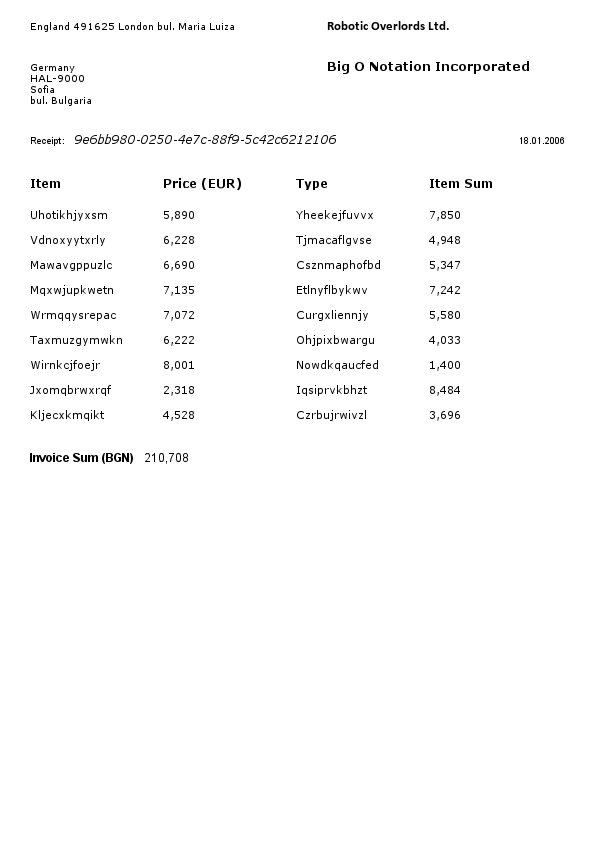 England 491625 London bul. Maria Luiza
Robotic Overlords Ltd.
Germany
HAL-9000
Sofia
bul. Bulgaria
Big O Notation Incorporated
Receipt: 9e6bb980-0250-4e7c-88f9-5c42c6212106 18.01.2006
Item Price (EUR) Type Item Sum
Uhotikhjyxsm 5,890 Yheekejfuvvx 7,850
Vdnoxyytxrly 6,228 Tjmacaflgvse 4,948
Mawavgppuzlc 6,690 Csznmaphofbd 5,347
Mqxwjupkwetn 7,135 Etlnyflbykwv 7,242
Wrmqqysrepac 7,072 Curgxliennjy 5,580
Taxmuzgymwkn 6,222 Ohjpixbwargu 4,033
Wirnkcjfoejr 8,001 Nowdkqaucfed 1,400
Jxomqbrwxrqf 2,318 Iqsiprvkbhzt 8,484
Kljecxkmqikt 4,528 Czrbujrwivzl 3,696
Invoice Sum (BGN) 210,708